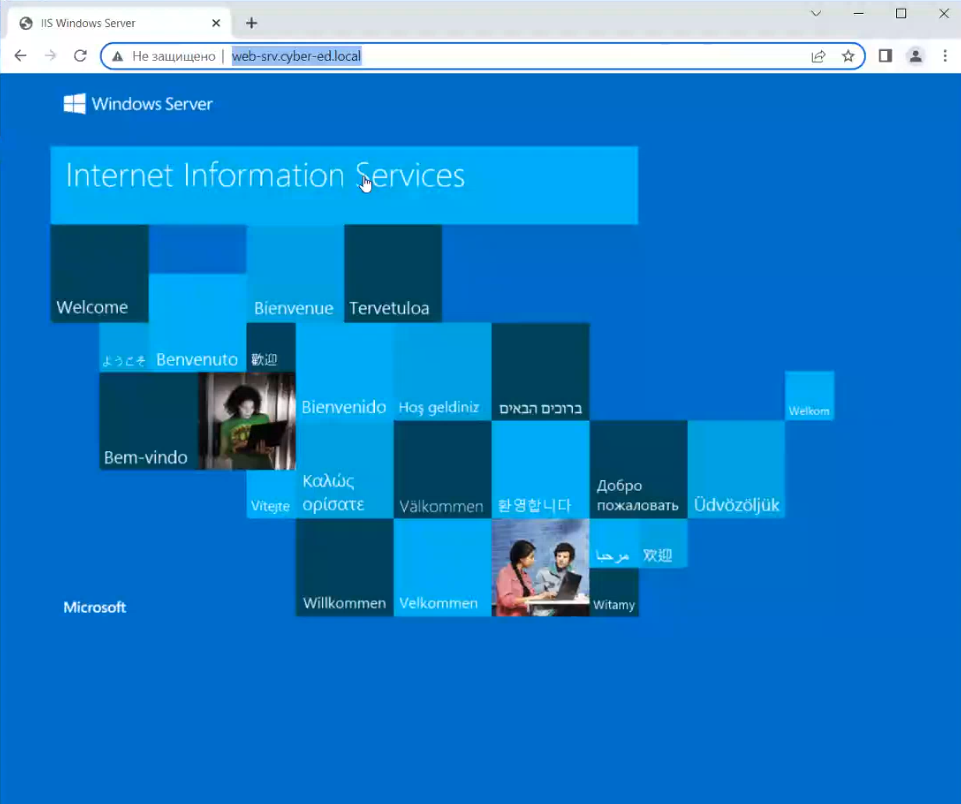 IIS Windows Server
Не защищено
web-srv.cyber-ed.local
Windows Server
Internet Information Services
Welcome
Bienvenue
Tervetuloa
ようこそ
Benvenuto
歡迎
Bienvenido
Hoş geldiniz
ברוכים הבאים
Welkom
Bem-vindo
Vítejte
Καλώς
ορίσατε
Välkommen
환영합니다
Добро
пожаловать
Üdvözöljük
مرحبا
欢迎
Willkommen
Velkommen
Witamy
Microsoft